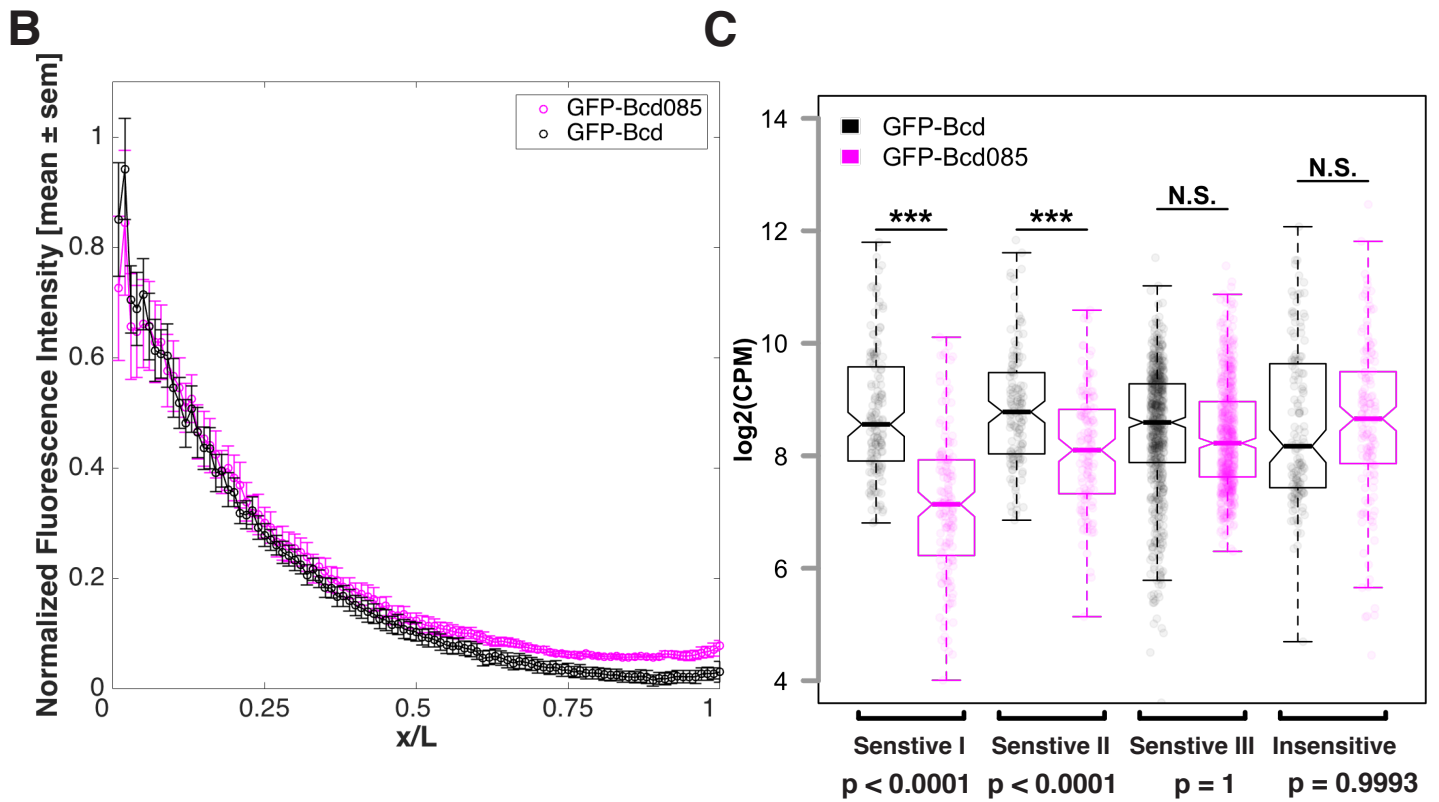 B
Normalized Fluorescence Intensity [mean ± sem]
1
0.8
0.6
0.4
0.2
0
0 0.25 0.5 0.75 1
x/L
GFP-Bcd085
GFP-Bcd
C
log2(CPM)
14
12
10
8
6
4
GFP-Bcd
GFP-Bcd085
*** *** N.S. N.S.
Senstive I Senstive II Senstive III Insensitive
p < 0.0001 p < 0.0001 p = 1 p = 0.9993